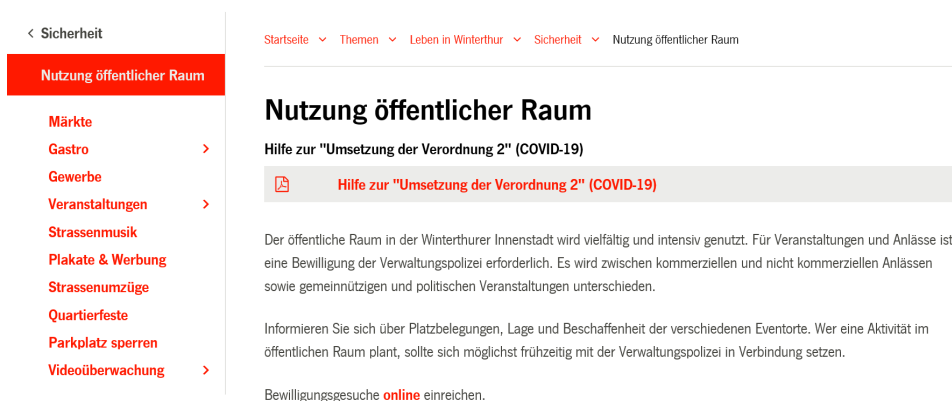 Sicherheit
Nutzung öffentlicher Raum
Märkte
Gastro
Gewerbe
Veranstaltungen
Strassenmusik
Plakate & Werbung
Strassenumzüge
Quartierfeste
Parkplatz sperren
Videoüberwachung
Startseite Themen Leben in Winterthur Sicherheit Nutzung öffentlicher Raum
Nutzung öffentlicher Raum
Hilfe zur "Umsetzung der Verordnung 2" (COVID-19)
Hilfe zur "Umsetzung der Verordnung 2" (COVID-19)
Der öffentliche Raum in der Winterthurer Innenstadt wird vielfältig und intensiv genutzt. Für Veranstaltungen und Anlässe ist
eine Bewilligung der Verwaltungspolizei erforderlich. Es wird zwischen kommerziellen und nicht kommerziellen Anlässen
sowie gemeinnützigen und politischen Veranstaltungen unterschieden.
Informieren Sie sich über Platzbelegungen, Lage und Beschaffenheit der verschiedenen Eventorte. Wer eine Aktivität im
öffentlichen Raum plant, sollte sich möglichst frühzeitig mit der Verwaltungspolizei in Verbindung setzen.
Bewilligungsgesuche online einreichen.